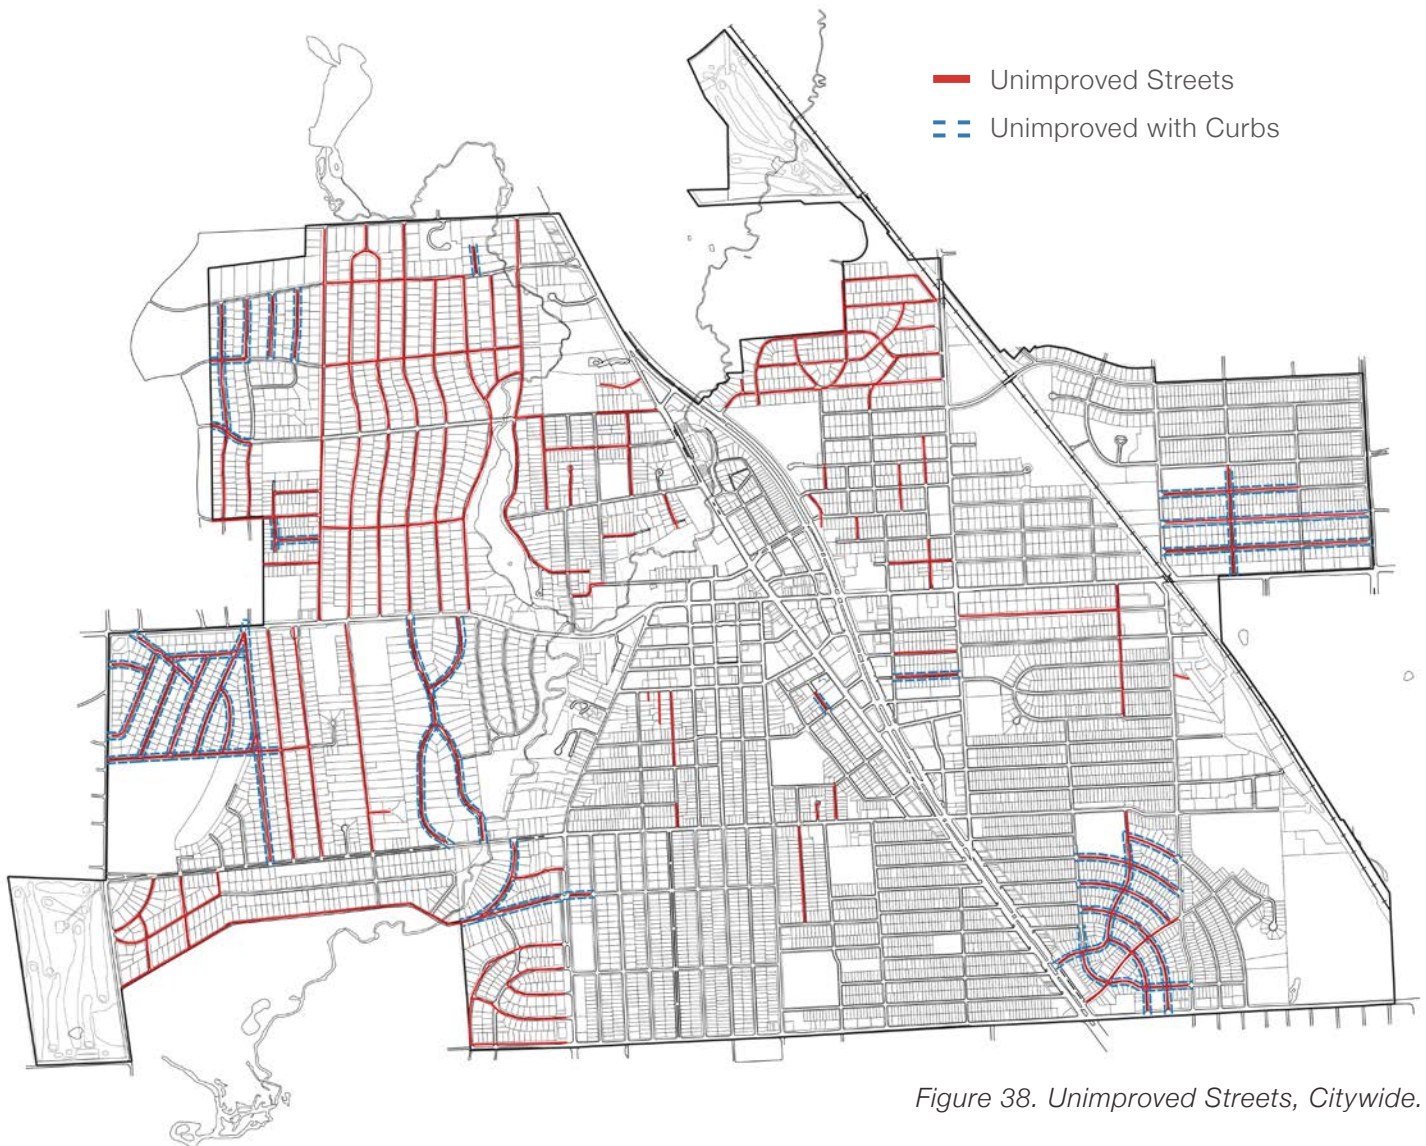 Unimproved Streets
Unimproved with Curbs
Figure 38. Unimproved Streets, Citywide.